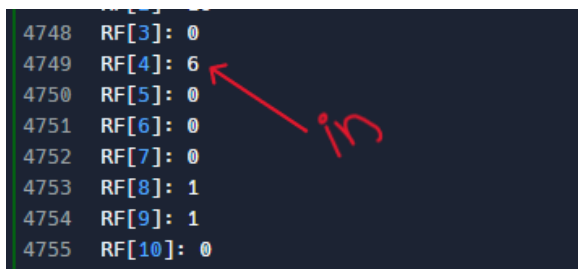 4748 RF[3]: 0
4749 RF[4]: 6
4750 RF[5]: 0
4751 RF[6]: 0
in
4752 RF[7]: 0
4753 RF[8]: 1
4754 RF[9]: 1
4755 RF[10]: 0